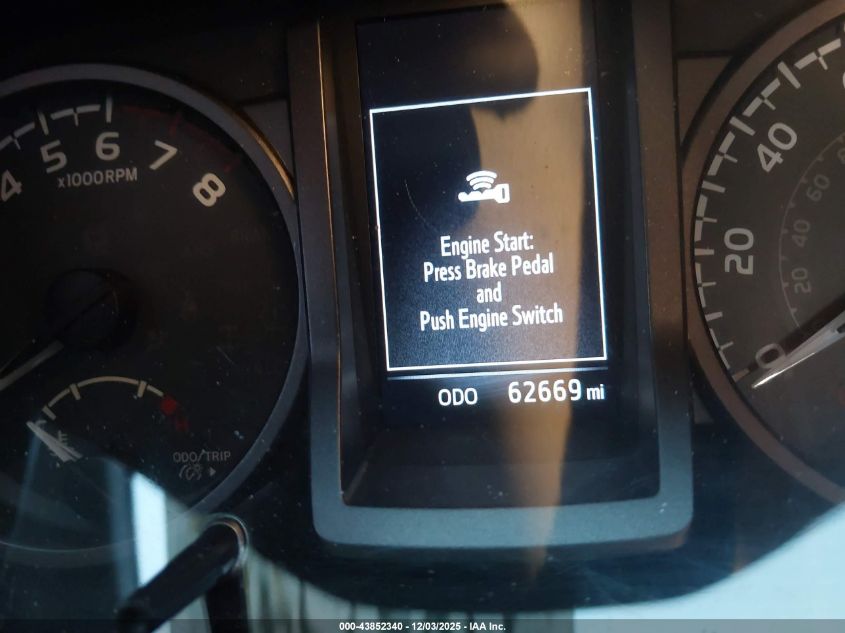 4 5 6 7 8
x1000RPM
Engine Start:
Press Brake Pedal
and
Push Engine Switch
ODO 62669 mi
ODO/TRIP
E
H
40
20
0
60
40
20
000-43852340 | 12/03/2025 - IAA Inc.